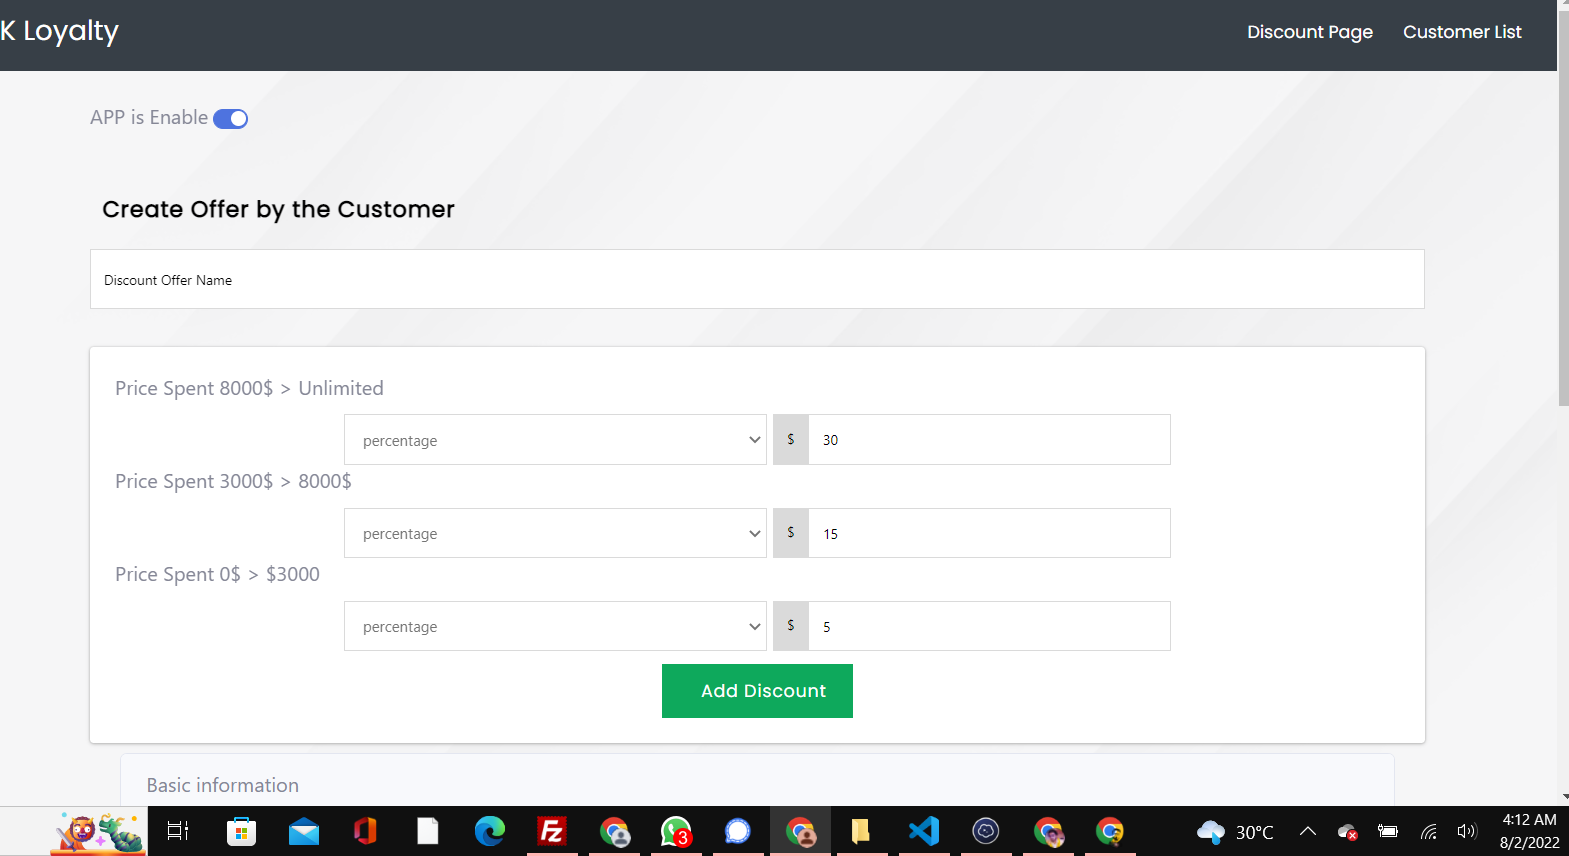 K Loyalty
Discount Page
Customer List
APP is Enable
Create Offer by the Customer
Discount Offer Name
Price Spent 8000$ > Unlimited
percentage
$
30
Price Spent 3000$ > 8000$
percentage
$
15
Price Spent 0$ > $3000
percentage
$
5
Add Discount
Basic information
Fz
3
30°C
4:12 AM
8/2/2022